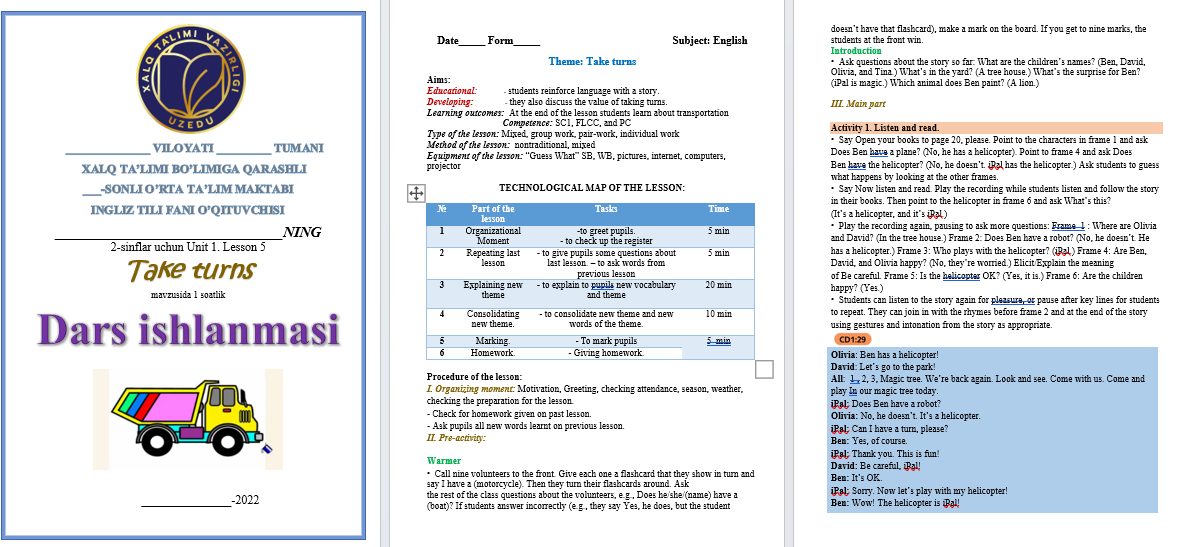 XALQ TA'LIMI VAZIRLIGI
UZEDU
_______________ VILOYATI __________ TUMANI
XALQ TA'LIMI BO'LIMIGA QARASHLI
___-SONLI O'RTA TA'LIM MAKTABI
INGLIZ TILI FANI O'QITUVCHISI
_______________________________NING
2-sinflar uchun Unit 1. Lesson 5
Take turns
mavzusida 1 soatlik
Dars ishlanmasi
_______________-2022
Date_____ Form_____ Subject: English
Theme: Take turns
Aims:
Educational: - students reinforce language with a story.
Developing: - they also discuss the value of taking turns.
Learning outcomes: At the end of the lesson students learn about transportation
Competence: SC1, FLCC, and PC
Type of the lesson: Mixed, group work, pair-work, individual work
Method of the lesson: nontraditional, mixed
Equipment of the lesson: “Guess What” SB, WB, pictures, internet, computers,
projector
TECHNOLOGICAL MAP OF THE LESSON:
№ Part of the lesson Tasks Time
1 Organizational Moment -to greet pupils. - to check up the register 5 min
2 Repeating last lesson - to give pupils some questions about last lesson. – to ask words from previous lesson 5 min
3 Explaining new theme - to explain to pupils new vocabulary and theme 20 min
4 Consolidating new theme. - to consolidate new theme and new words of the theme. 10 min
5 Marking. - To mark pupils 5 min
6 Homework. - Giving homework.
Procedure of the lesson:
I. Organizing moment: Motivation, Greeting, checking attendance, season, weather,
checking the preparation for the lesson.
- Check for homework given on past lesson.
- Ask pupils all new words learnt on previous lesson.
II. Pre-activity:
Warmer
• Call nine volunteers to the front. Give each one a flashcard that they show in turn and
say I have a (motorcycle). Then they turn their flashcards around. Ask
the rest of the class questions about the volunteers, e.g., Does he/she/(name) have a
(boat)? If students answer incorrectly (e.g., they say Yes, he does, but the student
doesn’t have that flashcard), make a mark on the board. If you get to nine marks, the
students at the front win.
Introduction
• Ask questions about the story so far: What are the children’s names? (Ben, David,
Olivia, and Tina.) What’s in the yard? (A tree house.) What’s the surprise for Ben?
(iPal is magic.) Which animal does Ben paint? (A lion.)
III. Main part
Activity 1. Listen and read.
• Say Open your books to page 20, please. Point to the characters in frame 1 and ask
Does Ben have a plane? (No, he has a helicopter). Point to frame 4 and ask Does
Ben have the helicopter? (No, he doesn’t. iPal has the helicopter.) Ask students to guess
what happens by looking at the other frames.
• Say Now listen and read. Play the recording while students listen and follow the story
in their books. Then point to the helicopter in frame 6 and ask What’s this?
(It’s a helicopter, and it’s iPal.)
• Play the recording again, pausing to ask more questions: Frame 1 : Where are Olivia
and David? (In the tree house.) Frame 2: Does Ben have a robot? (No, he doesn’t. He
has a helicopter.) Frame 3: Who plays with the helicopter? (iPal.) Frame 4: Are Ben,
David, and Olivia happy? (No, they’re worried.) Elicit/Explain the meaning
of Be careful. Frame 5: Is the helicopter OK? (Yes, it is.) Frame 6: Are the children
happy? (Yes.)
• Students can listen to the story again for pleasure, or pause after key lines for students
to repeat. They can join in with the rhymes before frame 2 and at the end of the story
using gestures and intonation from the story as appropriate.
CD1:29
Olivia: Ben has a helicopter!
David: Let’s go to the park!
All: 1, 2, 3, Magic tree. We’re back again. Look and see. Come with us. Come and
play In our magic tree today.
iPal: Does Ben have a robot?
Olivia: No, he doesn’t. It’s a helicopter.
iPal: Can I have a turn, please?
Ben: Yes, of course.
iPal: Thank you. This is fun!
David: Be careful, iPal!
Ben: It’s OK.
iPal: Sorry. Now let’s play with my helicopter!
Ben: Wow! The helicopter is iPal!